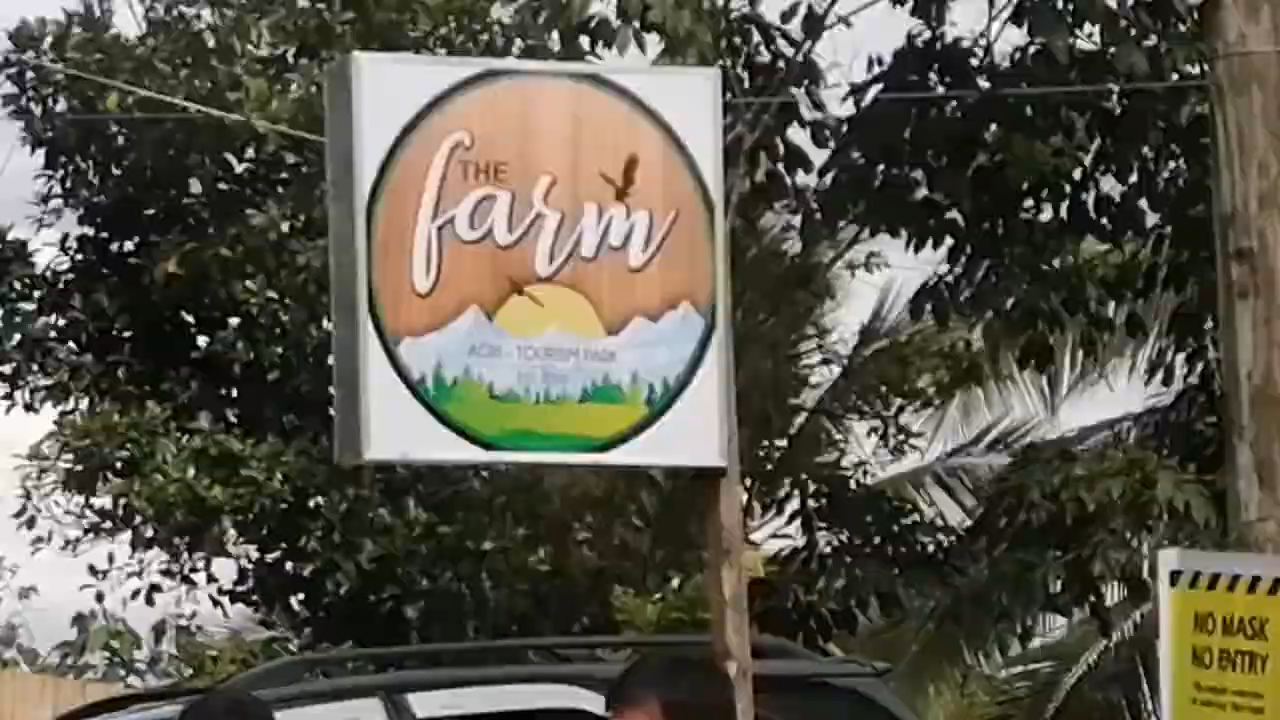 THE
farm
AGRI - TOURISM PARK
NO MASK
NO ENTRY